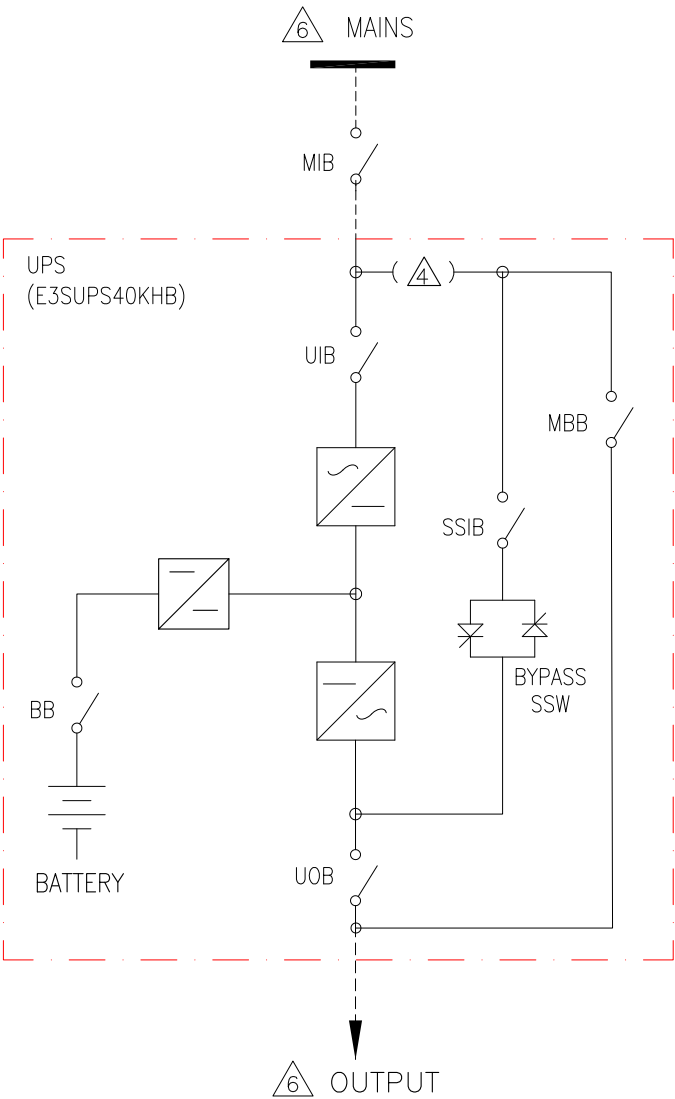 6 MAINS
MIB
UPS
(E3SUPS40KHB)
4
UIB
MBB
SSIB
BYPASS
SSW
BB
BATTERY
UOB
6 OUTPUT